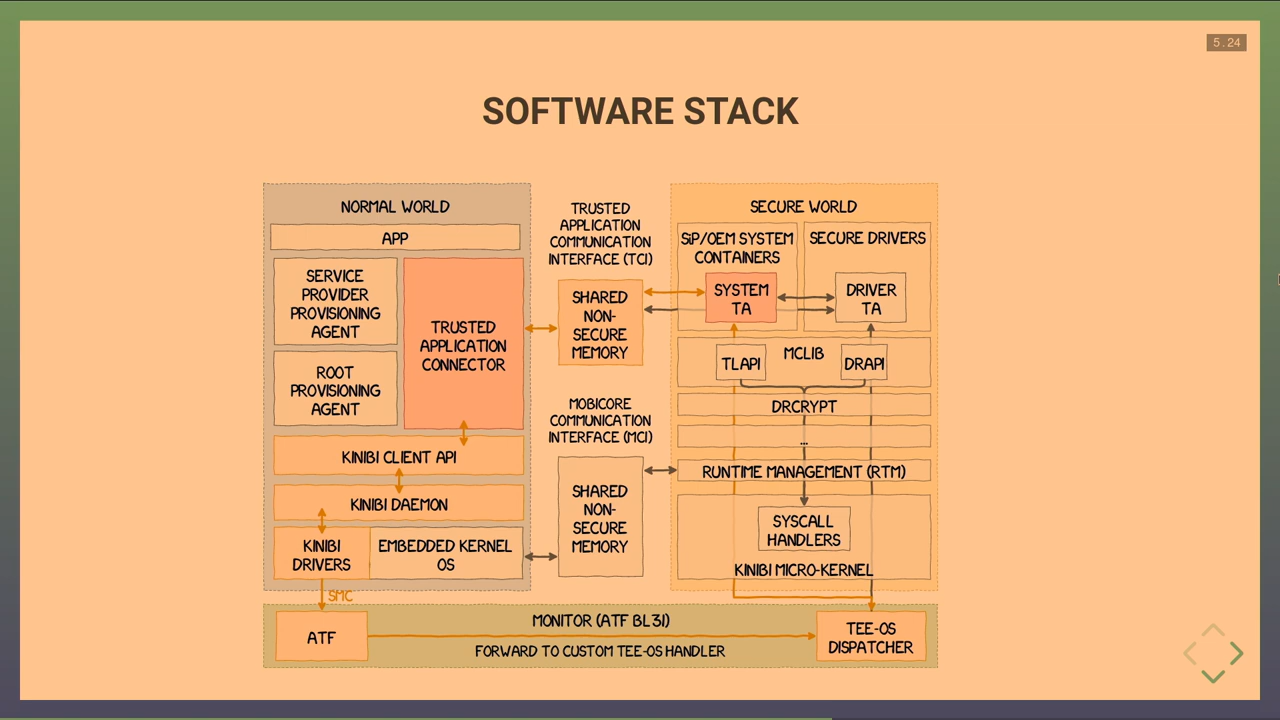 5.24
SOFTWARE STACK
NORMAL WORLD
APP
SERVICE
PROVIDER
PROVISIONING
AGENT
ROOT
PROVISIONING
AGENT
TRUSTED
APPLICATION
CONNECTOR
KINIBI CLIENT API
KINIBI DAEMON
KINIBI
DRIVERS
EMBEDDED KERNEL
OS
SMC
TRUSTED
APPLICATION
COMMUNICATION
INTERFACE (TCI)
SHARED
NON-
SECURE
MEMORY
MOBICORE
COMMUNICATION
INTERFACE (MCI)
SHARED
NON-
SECURE
MEMORY
SECURE WORLD
SiP/OEM SYSTEM
CONTAINERS
SYSTEM
TA
SECURE DRIVERS
DRIVER
TA
MCLIB
TLAPI
DRAPI
DRCRYPT
...
RUNTIME MANAGEMENT (RTM)
SYSCALL
HANDLERS
KINIBI MICRO-KERNEL
MONITOR (ATF BL31)
ATF
FORWARD TO CUSTOM TEE-OS HANDLER
TEE-OS
DISPATCHER